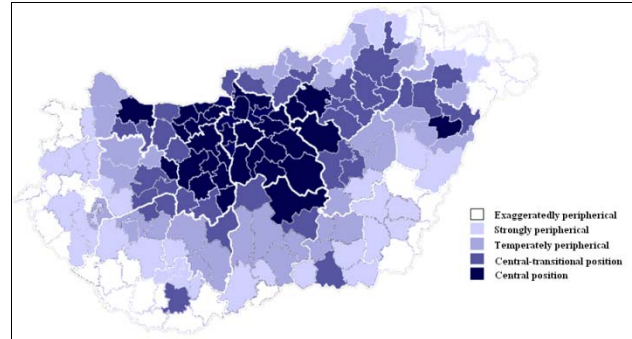 Exaggeratedly peripherical
Strongly peripherical
Temperately peripherical
Central-transitional position
Central position